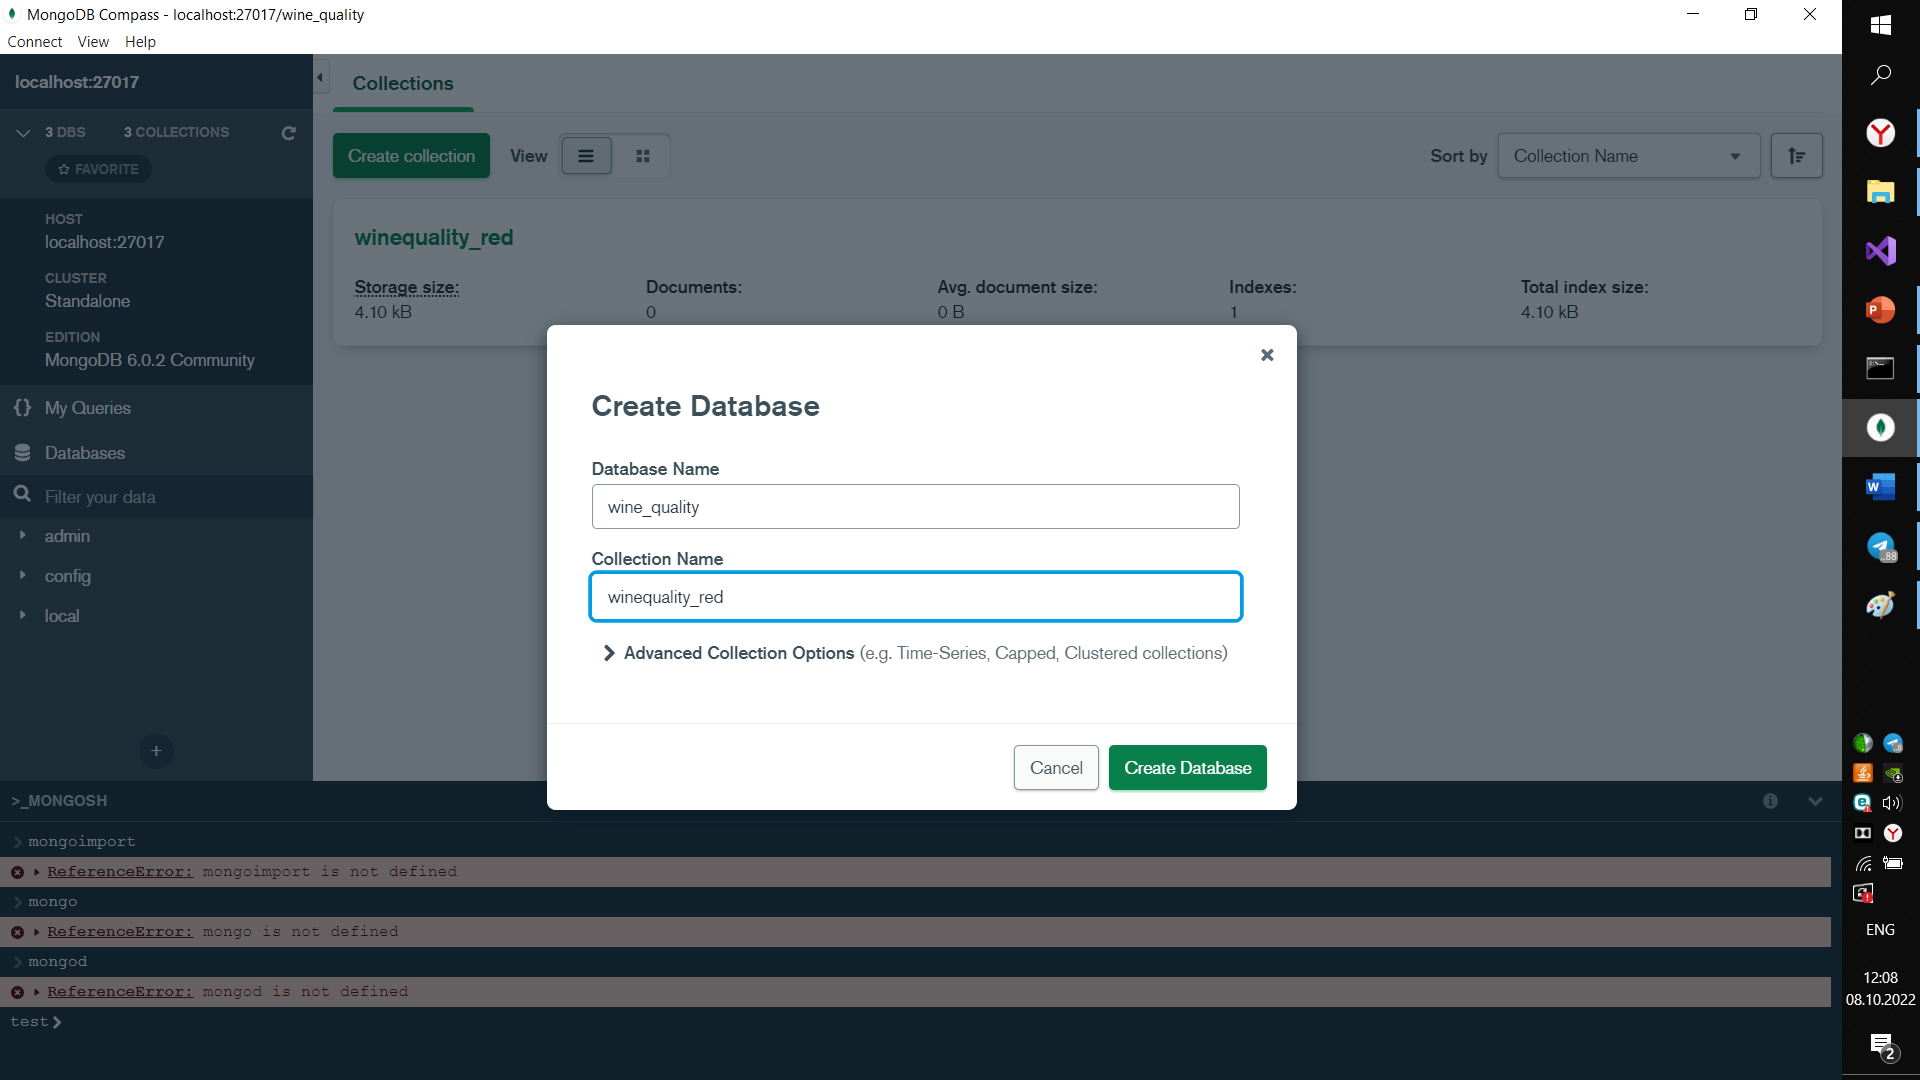 MongoDB Compass - localhost:27017/wine_quality
Connect View Help
localhost:27017
3 DBS 3 COLLECTIONS
FAVORITE
HOST
localhost:27017
CLUSTER
Standalone
EDITION
MongoDB 6.0.2 Community
{} My Queries
Databases
Filter your data
admin
config
local
+
Collections
Create collection View
Sort by Collection Name
winequality_red
Storage size: Documents: Avg. document size: Indexes: Total index size:
4.10 kB 0 0 B 1 4.10 kB
Create Database
Database Name
wine_quality
Collection Name
winequality_red
Advanced Collection Options (e.g. Time-Series, Capped, Clustered collections)
Cancel Create Database
>_MONGOSH
mongoimport
ReferenceError: mongoimport is not defined
mongo
ReferenceError: mongo is not defined
mongod
ReferenceError: mongod is not defined
test>
ENG
12:08
08.10.2022
2